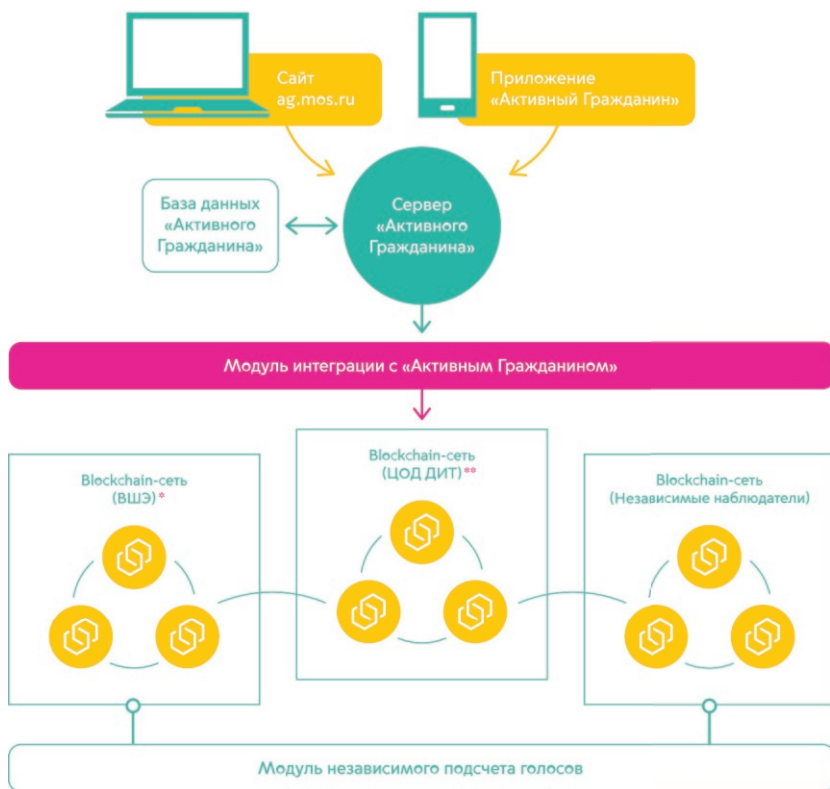 Сайт
ag.mos.ru
Приложение
«Активный Гражданин»
База данных
«Активного
Гражданина»
Сервер
«Активного
Гражданина»
Модуль интеграции с «Активным Гражданином»
Blockchain-сеть
(ВШЭ) *
Blockchain-сеть
(ЦОД ДИТ) **
Blockchain-сеть
(Независимые наблюдатели)
Модуль независимого подсчета голосов